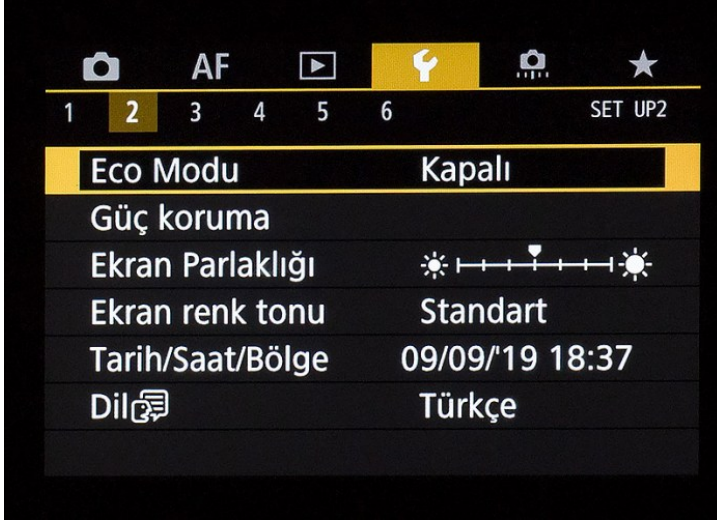 AF
1 2 3 4 5 6 SET UP2
Eco Modu Kapalı
Güç koruma
Ekran Parlaklığı
Ekran renk tonu Standart
Tarih/Saat/Bölge 09/09/'19 18:37
Dil Türkçe